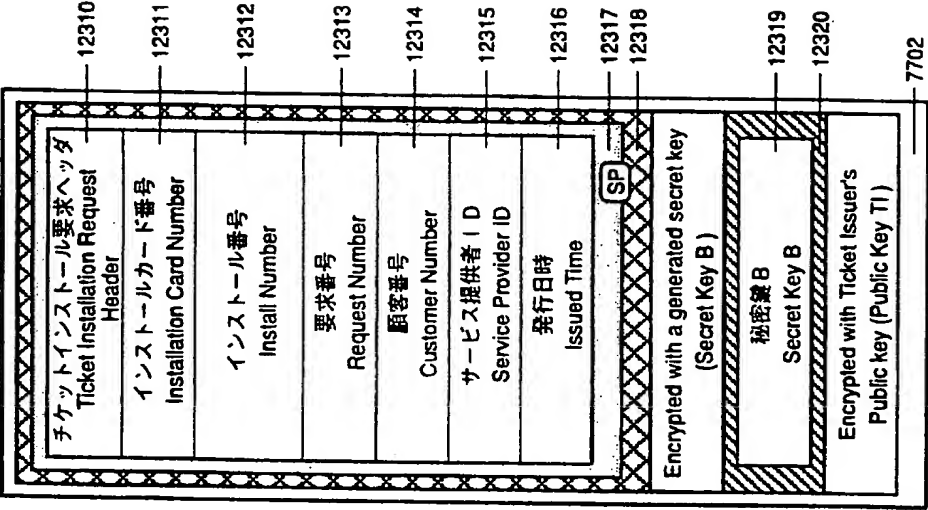 チケットインストール要求ヘッダ
Ticket Installation Request
Header
12310
インストールカード番号
Installation Card Number
12311
インストール番号
Install Number
12312
要求番号
Request Number
12313
顧客番号
Customer Number
12314
サービス提供者ID
Service Provider ID
12315
発行日時
Issued Time
12316
SP
12317
12318
Encrypted with a generated secret key
(Secret Key B)
秘密鍵B
Secret Key B
12319
12320
Encrypted with Ticket Issuer's
Public key (Public Key TI)
7702